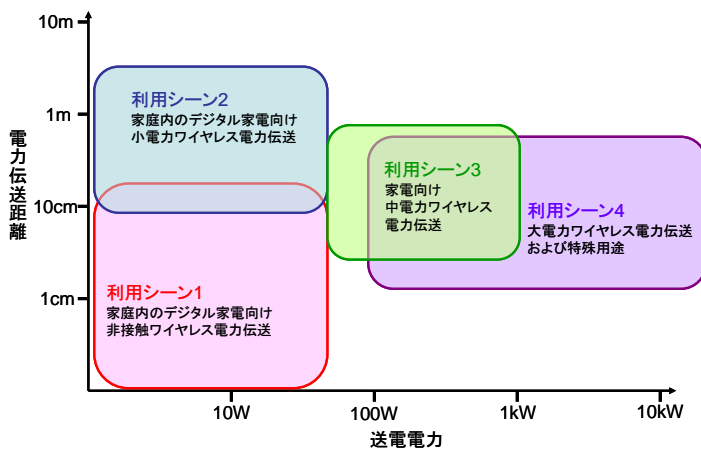 10m
1m
10cm
1cm
電力伝送距離
利用シーン2
家庭内のデジタル家電向け
小電力ワイヤレス電力伝送
利用シーン3
家電向け
中電力ワイヤレス
電力伝送
利用シーン4
大電力ワイヤレス電力伝送
および特殊用途
利用シーン1
家庭内のデジタル家電向け
非接触ワイヤレス電力伝送
10W
100W
1kW
10kW
送電電力